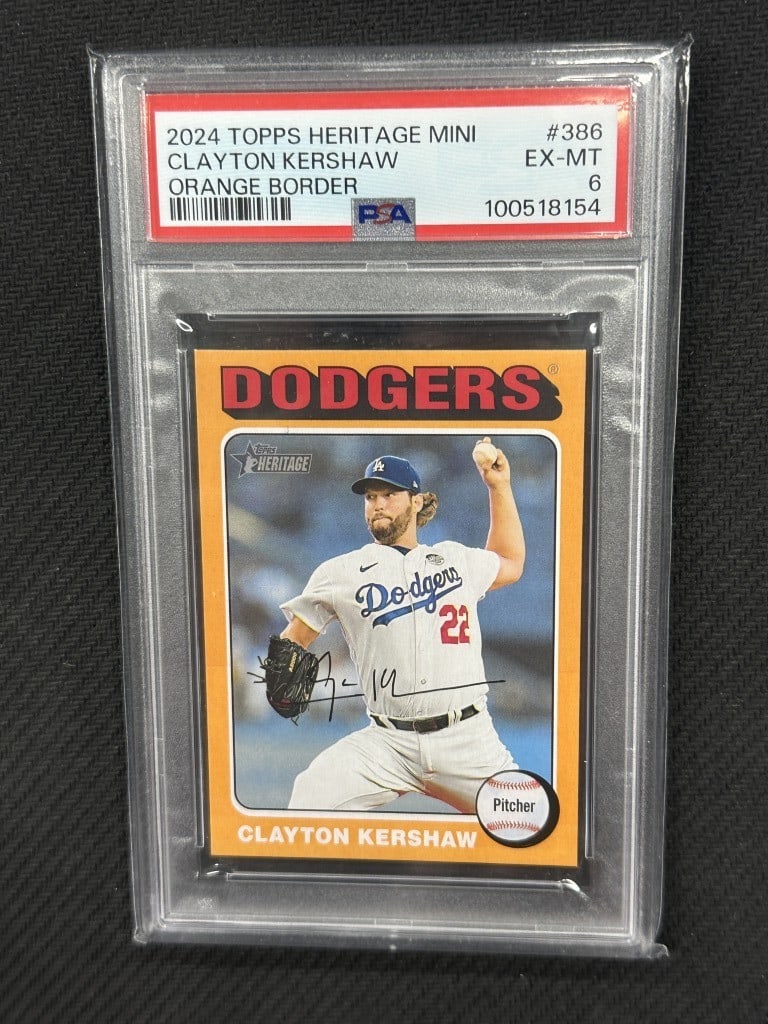 2024 TOPPS HERITAGE MINI #386
CLAYTON KERSHAW EX-MT
ORANGE BORDER 6
PSA 100518154
DODGERS®
TOPPS
HERITAGE
LA
Dodgers
22
Pitcher
CLAYTON KERSHAW